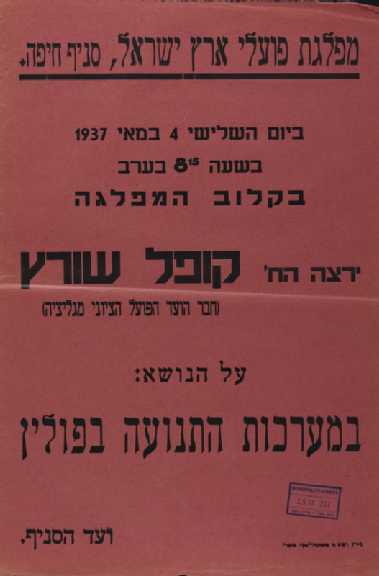 מפלגת פועלי ארץ ישראל, סניף חיפה.
ביום השלישי 4 במאי 1937
בשעה 8¹⁵ בערב
בקלוב המפלגה
ירצה הח' קופל שורץ
(חבר הועד הפועל הציוני מגליציה)
על הנושא:
במערכות התנועה בפולין
ועד הסניף.